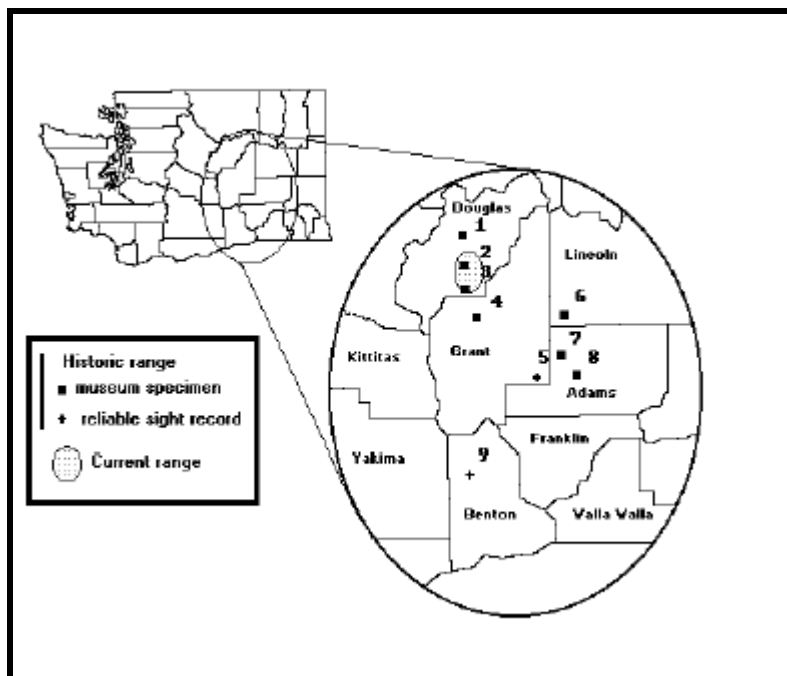 Douglas
1
2
3
Lincoln
4
6
Kittitas
Grant
5
7
8
Adams
Historic range
museum specimen
reliable sight record
Current range
Yakima
9
Franklin
Benton
Walla Walla